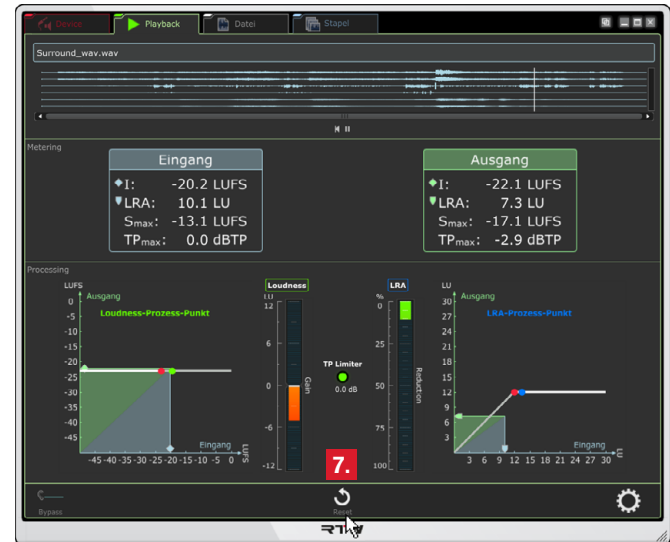 Device
Playback
Datei
Stapel
Surround_wav.wav
Metering
Eingang
I: -20.2 LUFS
LRA: 10.1 LU
Smax: -13.1 LUFS
TPmax: 0.0 dBTP
Ausgang
I: -22.1 LUFS
LRA: 7.3 LU
Smax: -17.1 LUFS
TPmax: -2.9 dBTP
Processing
LUFS
Ausgang
Loudness-Prozess-Punkt
0
-5
-10
-15
-20
-25
-30
-35
-40
-45
Eingang
-45 -40 -35 -30 -25 -20 -15 -10 -5 0
LUFS
Loudness
LU
12
6
0
-6
-12
Gain
TP Limiter
0.0 dB
LRA
%
0
25
50
75
100
Reduction
LU
Ausgang
LRA-Prozess-Punkt
30
27
24
21
18
15
12
9
6
3
Eingang
3 6 9 12 15 18 21 24 27 30
LU
7.
Bypass
Reset
RTW